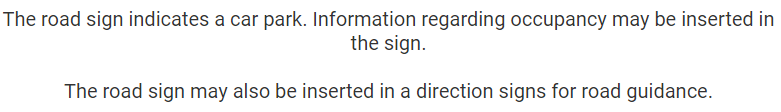 The road sign indicates a car park. Information regarding occupancy may be inserted in
the sign.
The road sign may also be inserted in a direction signs for road guidance.